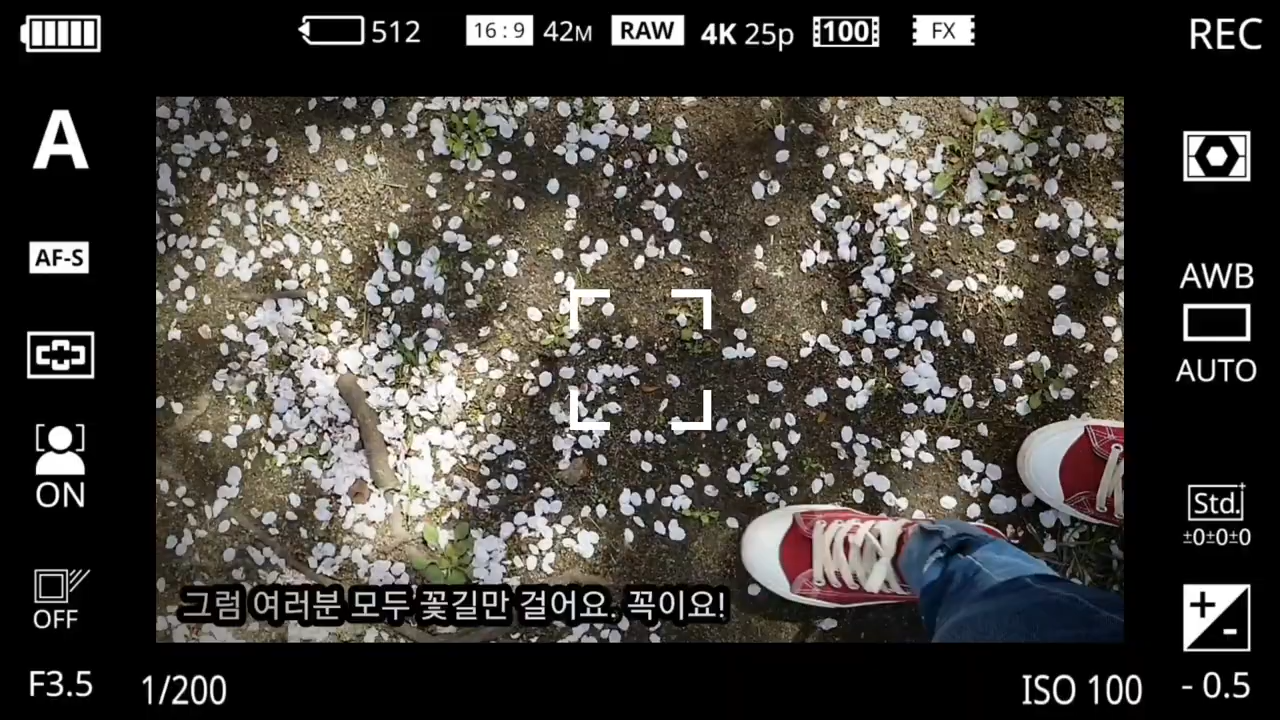 512
16 : 9
42M
RAW
4K 25p
100
FX
REC
A
AF-S
ON
OFF
F3.5
1/200
AWB
AUTO
Std.
±0±0±0
+
-
ISO 100
- 0.5
그럼 여러분 모두 꽃길만 걸어요. 꼭이요!